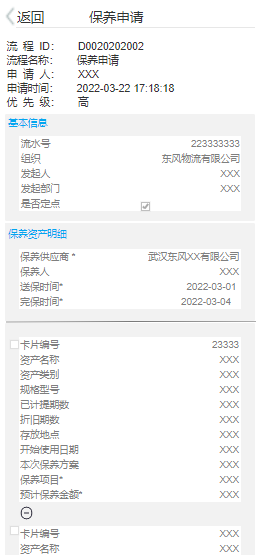 返回 保养申请
流 程 ID： D0020202002
流程名称： 保养申请
申 请 人： XXX
申请时间： 2022-03-22 17:18:18
优 先 级： 高
基本信息
流水号 223333333
组织 东风物流有限公司
发起人 XXX
发起部门 XXX
是否定点
保养资产明细
保养供应商 * 武汉东风XX有限公司
保养人 XXX
送保时间* 2022-03-01
完保时间* 2022-03-04
卡片编号 23333
资产名称 XXX
资产类别 XXX
规格型号 XXX
已计提期数 XXX
折旧期数 XXX
存放地点 XXX
开始使用日期 XXX
本次保养方案 XXX
保养项目* XXX
预计保养金额* XXX
卡片编号 XXX
资产名称 XXX